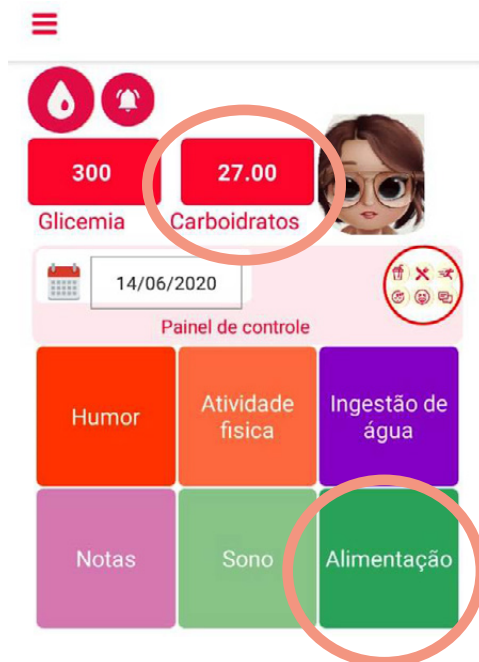 300
27.00
Glicemia
Carboidratos
14/06/2020
Painel de controle
Humor
Atividade
fisica
Ingestão de
água
Notas
Sono
Alimentação